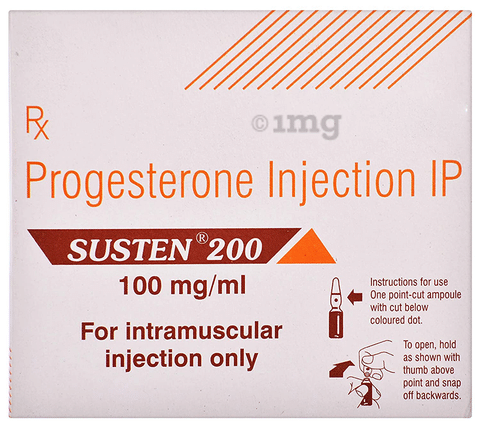 ©1mg
Rx
Progesterone Injection IP
SUSTEN® 200
100 mg/ml
For intramuscular
injection only
Instructions for use
One point-cut ampoule
with cut below
coloured dot.
To open, hold
as shown with
thumb above
point and snap
off backwards.